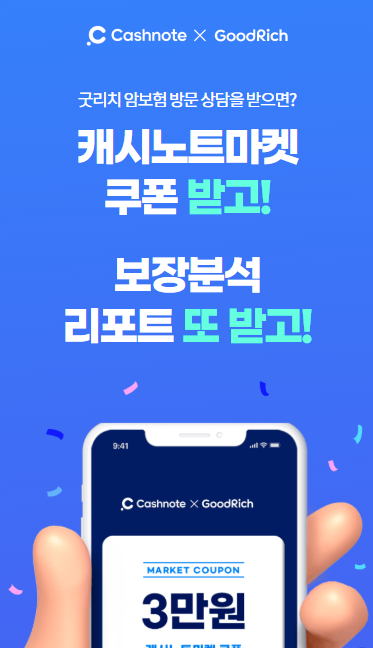 Cashnote × GoodRich
굿리치 암보험 방문 상담을 받으면?
캐시노트마켓
쿠폰 받고!
보장분석
리포트 또 받고!
9:41
Cashnote × GoodRich
MARKET COUPON
3만원